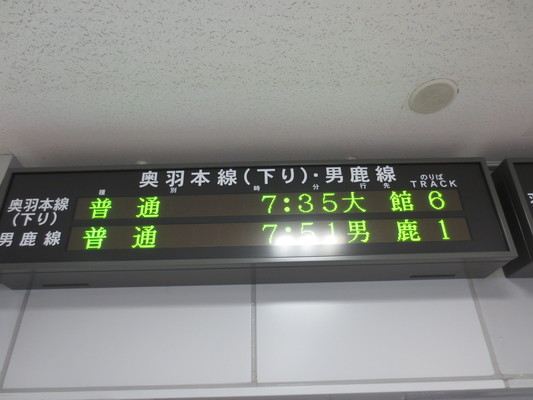 奥羽本線(下り)・男鹿線
種別 時分 行先 のりば
TRACK
奥羽本線
(下り)
普通 7:35 大館 6
男鹿線
普通 7:51 男鹿 1